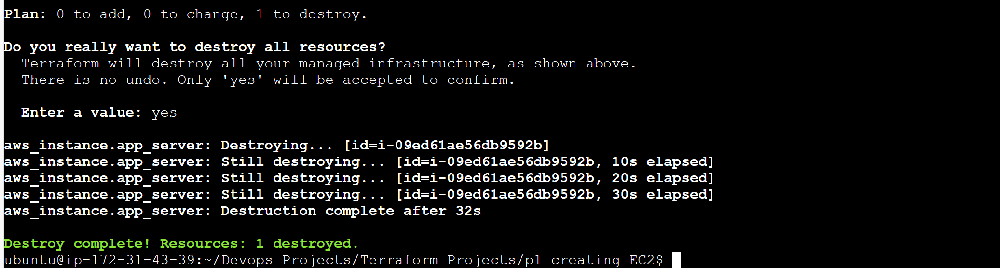 Plan: 0 to add, 0 to change, 1 to destroy.
Do you really want to destroy all resources?
Terraform will destroy all your managed infrastructure, as shown above.
There is no undo. Only 'yes' will be accepted to confirm.
Enter a value: yes
aws_instance.app_server: Destroying... [id=i-09ed61ae56db9592b]
aws_instance.app_server: Still destroying... [id=i-09ed61ae56db9592b, 10s elapsed]
aws_instance.app_server: Still destroying... [id=i-09ed61ae56db9592b, 20s elapsed]
aws_instance.app_server: Still destroying... [id=i-09ed61ae56db9592b, 30s elapsed]
aws_instance.app_server: Destruction complete after 32s
Destroy complete! Resources: 1 destroyed.
ubuntu@ip-172-31-43-39:~/Devops_Projects/Terraform_Projects/p1_creating_EC2$